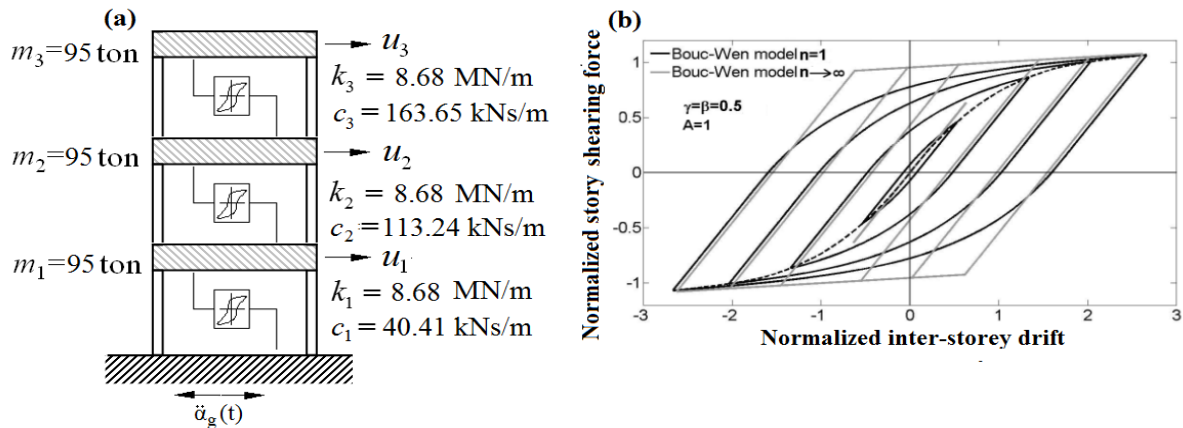 (a)
m₃=95 ton
u₃
k₃ = 8.68 MN/m
c₃ = 163.65 kNs/m
m₂=95 ton
u₂
k₂ = 8.68 MN/m
c₂ = 113.24 kNs/m
m₁=95 ton
u₁
k₁ = 8.68 MN/m
c₁ = 40.41 kNs/m
α̈g (t)
(b)
Normalized story shearing force
1
0.5
0
-0.5
-1
Bouc-Wen model n=1
Bouc-Wen model n→∞
γ=β=0.5
A=1
-3 -2 -1 0 1 2 3
Normalized inter-storey drift